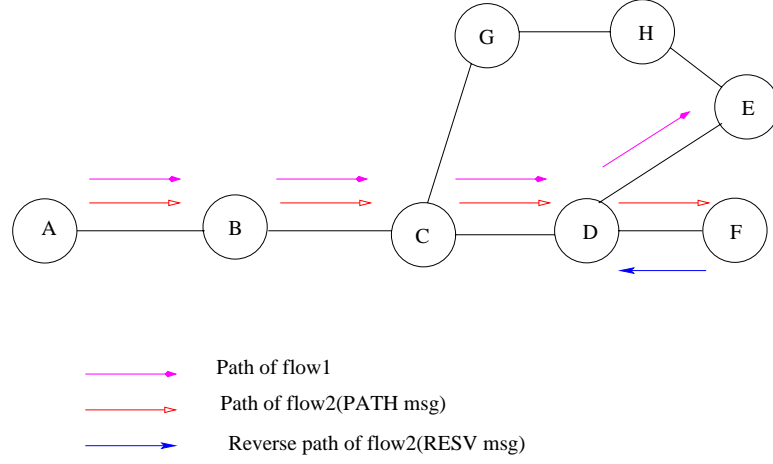 G
H
E
A
B
C
D
F
Path of flow1
Path of flow2(PATH msg)
Reverse path of flow2(RESV msg)